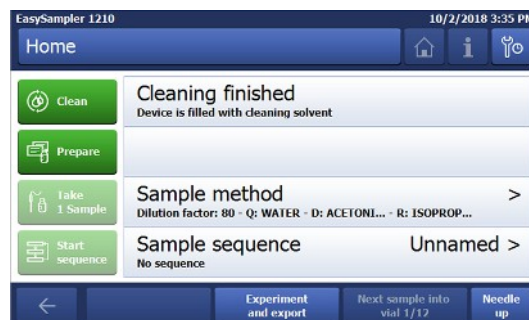 EasySampler 1210
10/2/2018 3:35 PM
Home
Clean
Cleaning finished
Device is filled with cleaning solvent
Prepare
Take
1 Sample
Sample method >
Dilution factor: 80 - Q: WATER - D: ACETONI... - R: ISOPROP...
Start
sequence
Sample sequence Unnamed >
No sequence
Experiment
and export
Next sample into
vial 1/12
Needle
up